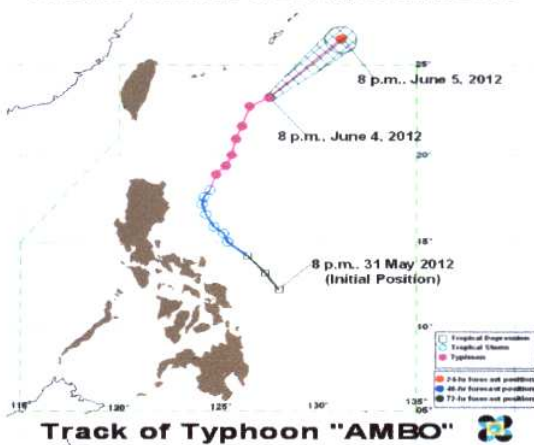 25°
8 p.m., June 5, 2012
8 p.m., June 4, 2012
20°
15°
8 p.m., 31 May 2012
(Initial Position)
10°
Tropical Depression
Tropical Storm
Typhoon
24-hr forecast position
48-hr forecast position
72-hr forecast position
115° 120° 125° 130° 135°
05°
Track of Typhoon "AMBO"